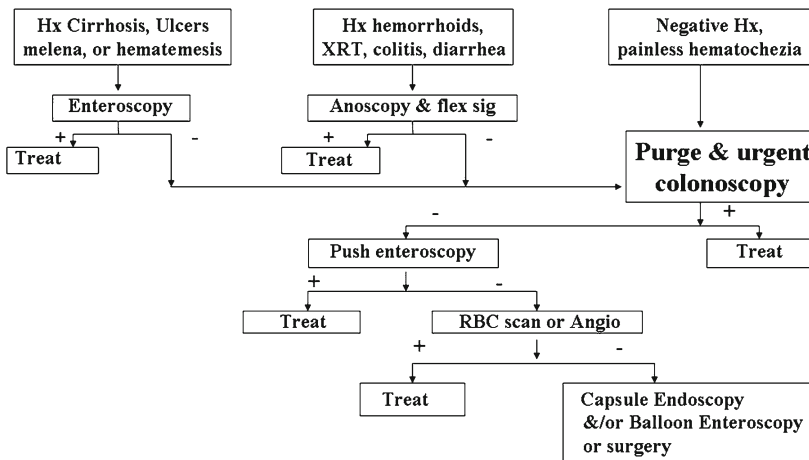 Hx Cirrhosis, Ulcers
melena, or hematemesis
Hx hemorrhoids,
XRT, colitis, diarrhea
Negative Hx,
painless hematochezia
Enteroscopy
Anoscopy & flex sig
+
-
+
-
Treat
Treat
Purge & urgent
colonoscopy
-
+
Push enteroscopy
Treat
+
-
Treat
RBC scan or Angio
+
-
Treat
Capsule Endoscopy
&/or Balloon Enteroscopy
or surgery